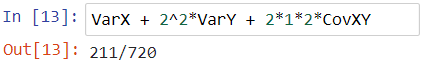 In [13]: VarX + 2^2*VarY + 2*1*2*CovXY
Out[13]: 211/720